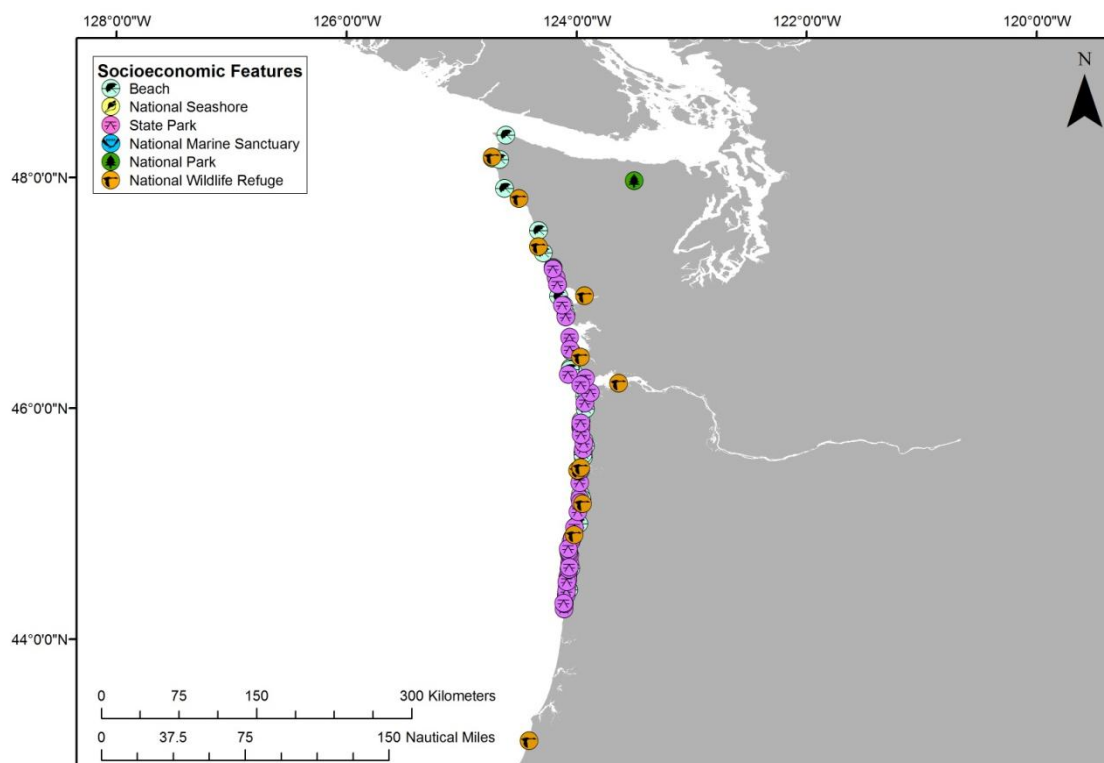 128°0'0"W 126°0'0"W 124°0'0"W 122°0'0"W 120°0'0"W
N
Socioeconomic Features
Beach
National Seashore
State Park
National Marine Sanctuary
National Park
National Wildlife Refuge
48°0'0"N
46°0'0"N
44°0'0"N
0 75 150 300 Kilometers
0 37.5 75 150 Nautical Miles